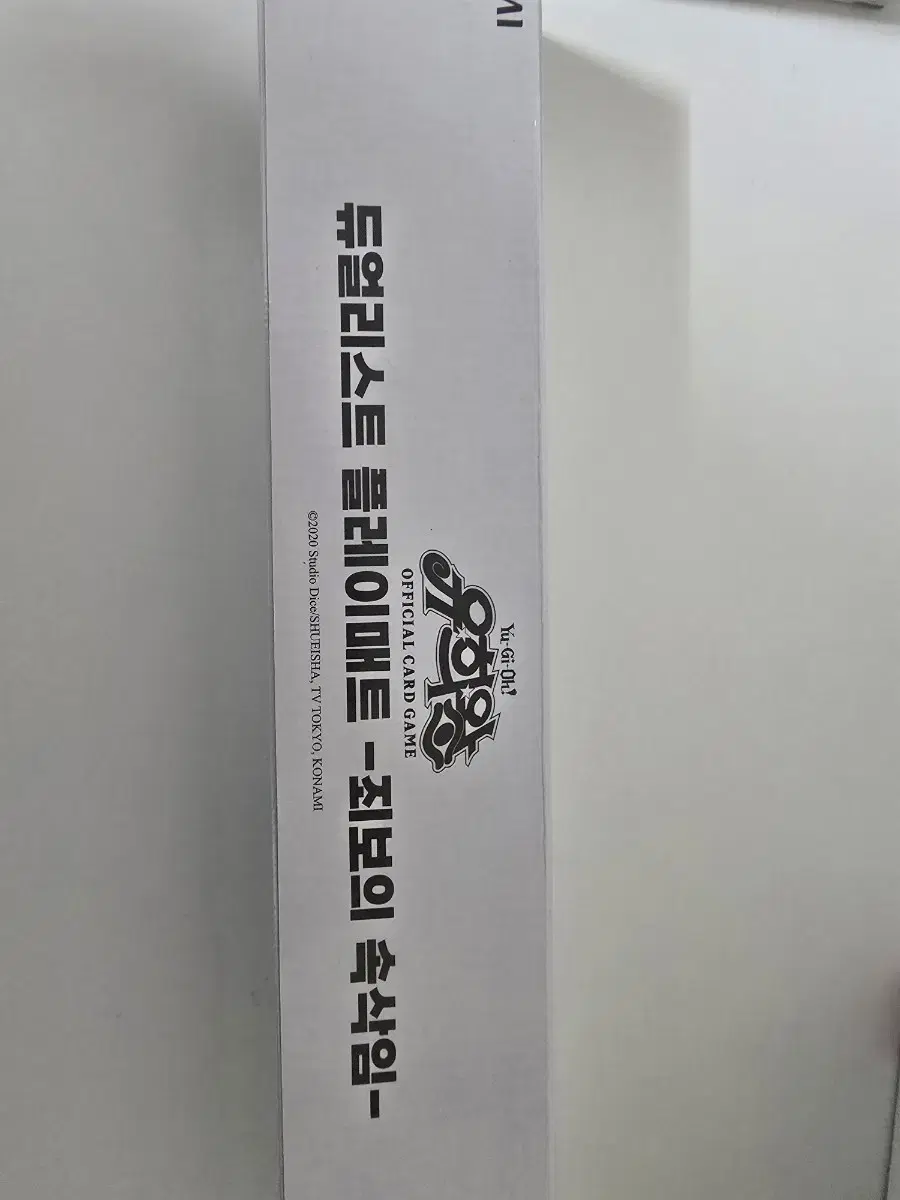 Yu-Gi-Oh!
유희왕
OFFICIAL CARD GAME
듀얼리스트 플레이매트 -죄보의 속삭임-
©2020 Studio Dice/SHUEISHA, TV TOKYO, KONAMI